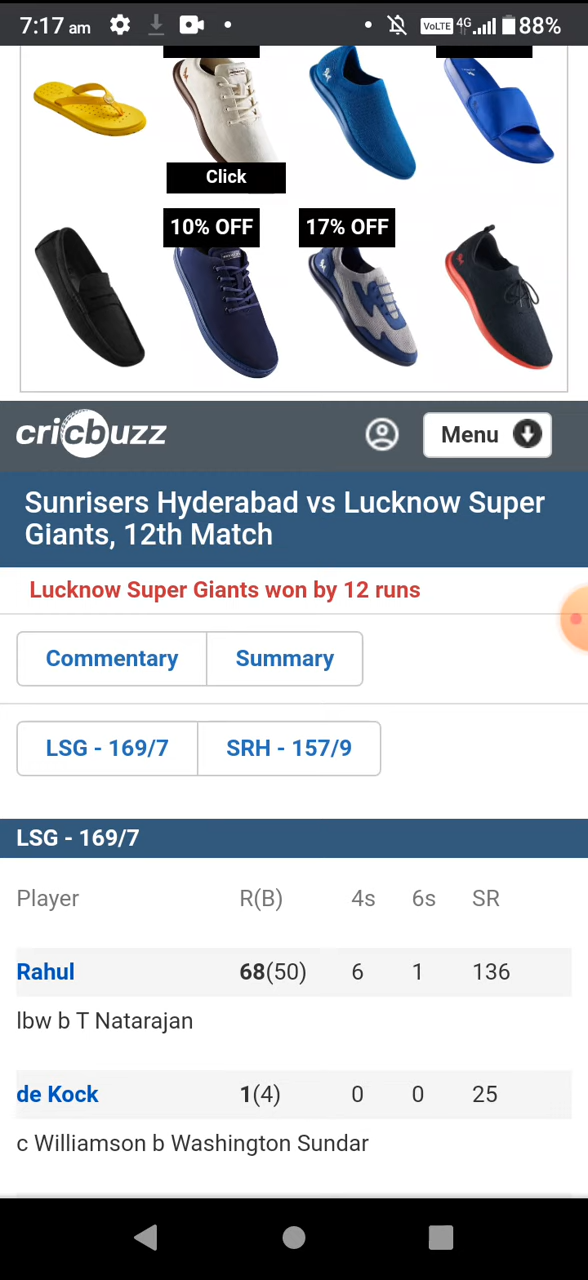 7:17 am
VoLTE 4G 88%
Click
10% OFF 17% OFF
cricbuzz
Menu
Sunrisers Hyderabad vs Lucknow Super
Giants, 12th Match
Lucknow Super Giants won by 12 runs
Commentary Summary
LSG - 169/7 SRH - 157/9
LSG - 169/7
Player R(B) 4s 6s SR
Rahul 68(50) 6 1 136
lbw b T Natarajan
de Kock 1(4) 0 0 25
c Williamson b Washington Sundar